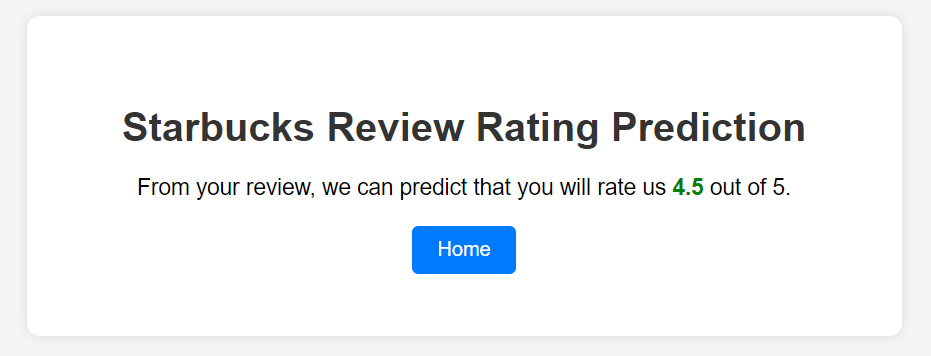 Starbucks Review Rating Prediction
From your review, we can predict that you will rate us 4.5 out of 5.
Home